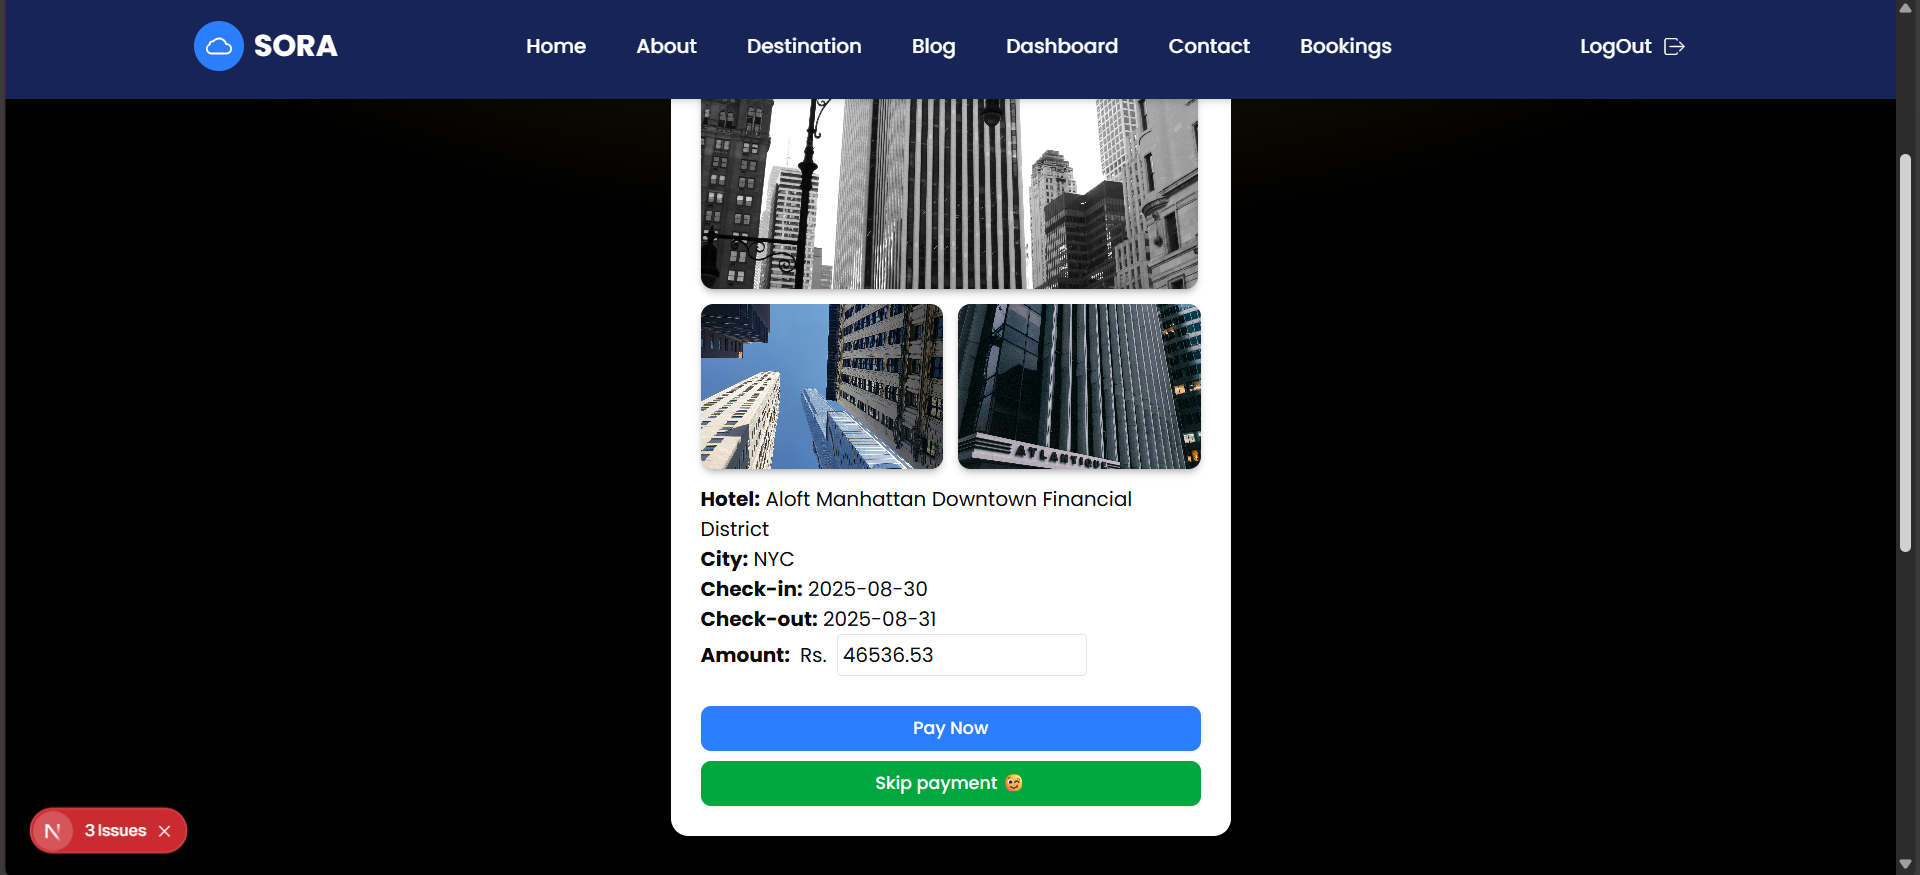 SORA
Home
About
Destination
Blog
Dashboard
Contact
Bookings
LogOut
ATLANTIQUE
Hotel: Aloft Manhattan Downtown Financial
District
City: NYC
Check-in: 2025-08-30
Check-out: 2025-08-31
Amount: Rs. 46536.53
Pay Now
Skip payment 😉
N 3 Issues